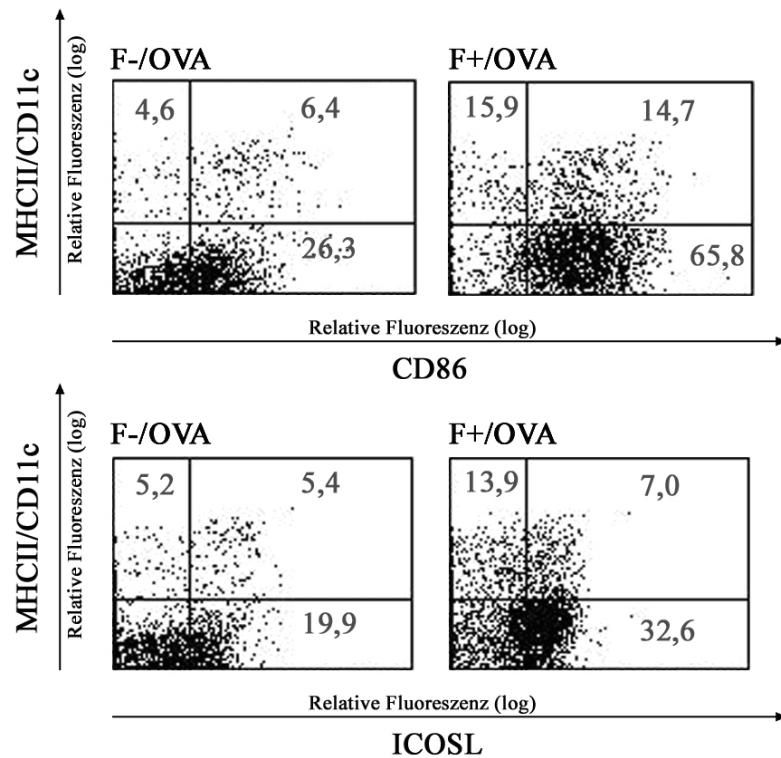 F-/OVA
F+/OVA
MHCII/CD11c
Relative Fluoreszenz (log)
4,6
6,4
26,3
15,9
14,7
65,8
Relative Fluoreszenz (log)
CD86
F-/OVA
F+/OVA
MHCII/CD11c
Relative Fluoreszenz (log)
5,2
5,4
19,9
13,9
7,0
32,6
Relative Fluoreszenz (log)
ICOSL